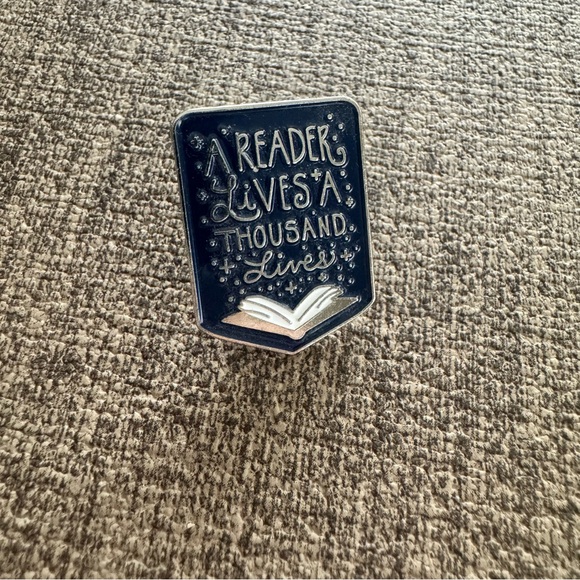 A READER
LiVES A
THOUSAND
Lives